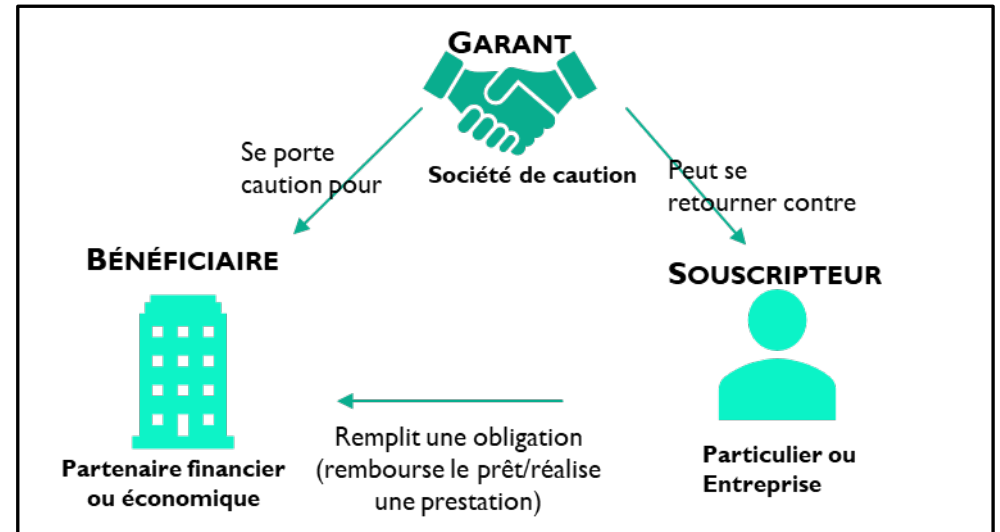 GARANT
Se porte
caution pour
Société de caution
Peut se
retourner contre
BÉNÉFICIAIRE
SOUSCRIPTEUR
Remplit une obligation
(rembourse le prêt/réalise
une prestation)
Partenaire financier
ou économique
Particulier ou
Entreprise